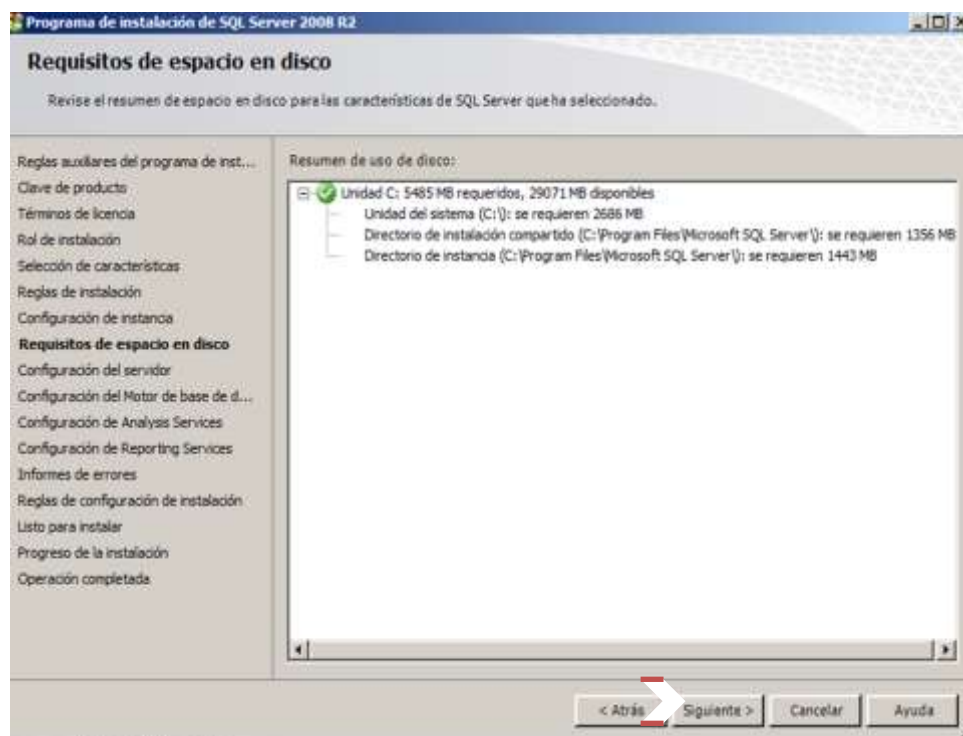 Programa de instalación de SQL Server 2008 R2
Requisitos de espacio en disco
Revise el resumen de espacio en disco para las características de SQL Server que ha seleccionado.
Reglas auxiliares del programa de inst...
Clave de producto
Términos de licencia
Rol de instalación
Selección de características
Reglas de instalación
Configuración de instancia
Requisitos de espacio en disco
Configuración del servidor
Configuración del Motor de base de d...
Configuración de Analysis Services
Configuración de Reporting Services
Informes de errores
Reglas de configuración de instalación
Listo para instalar
Progreso de la instalación
Operación completada
Resumen de uso de disco:
Unidad C: 5485 MB requeridos, 29071 MB disponibles
Unidad del sistema (C:\): se requieren 2686 MB
Directorio de instalación compartido (C:\Program Files\Microsoft SQL Server\): se requieren 1356 MB
Directorio de instancia (C:\Program Files\Microsoft SQL Server\): se requieren 1443 MB
< Atrás Siguiente > Cancelar Ayuda